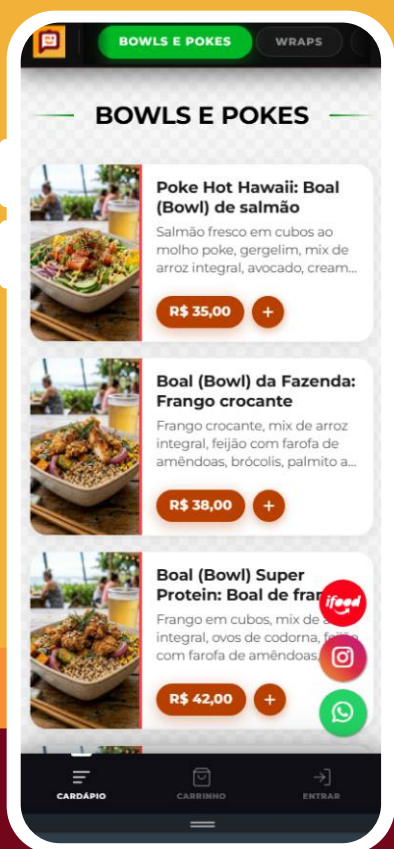 BOWLS E POKES
WRAPS
BOWLS E POKES
Poke Hot Hawaii: Boal
(Bowl) de salmão
Salmão fresco em cubos ao
molho poke, gergelim, mix de
arroz integral, avocado, cream...
R$ 35,00
+
Boal (Bowl) da Fazenda:
Frango crocante
Frango crocante, mix de arroz
integral, feijão com farofa de
amêndoas, brócolis, palmito a...
R$ 38,00
+
Boal (Bowl) Super
Protein: Boal de
ifood
Frango em cubos, mix de
integral, ovos de codorna,
com farofa de amêndoas,
R$ 42,00
+
CARDÁPIO
CARRINHO
ENTRAR